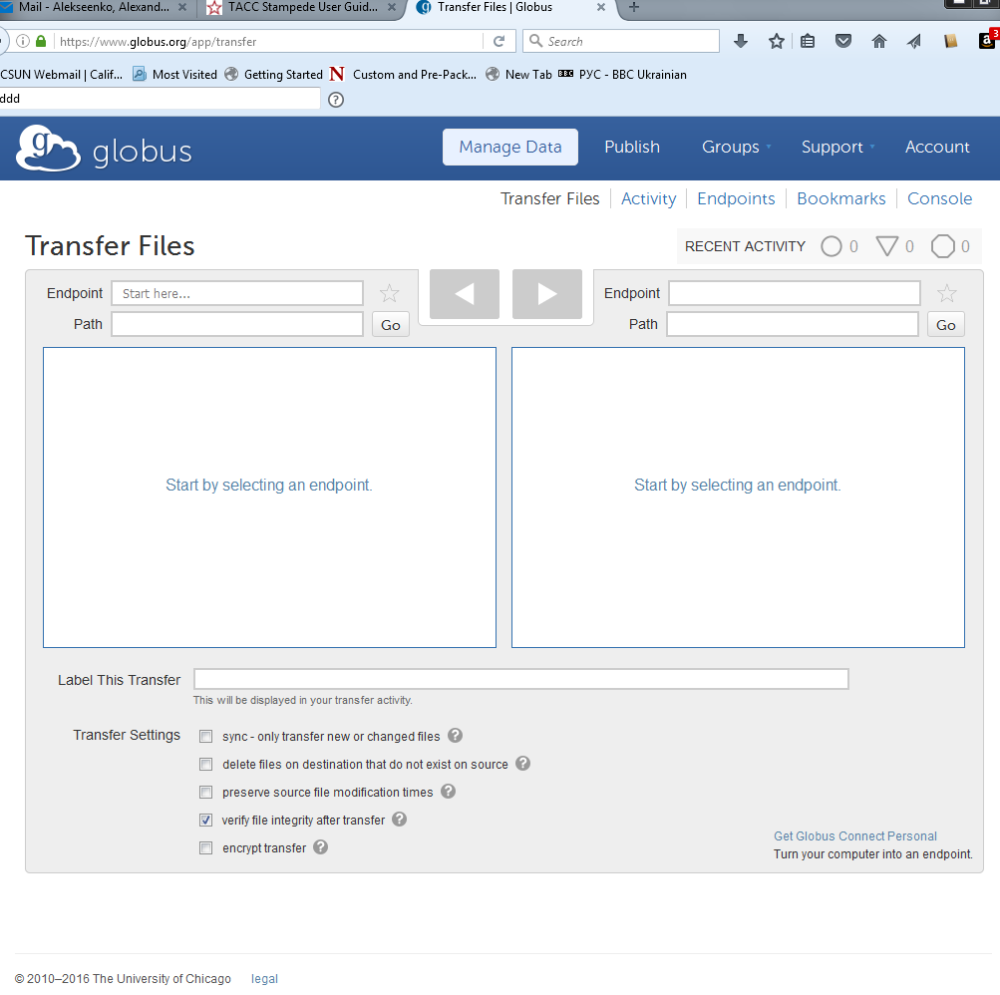 Mail - Alekseenko, Alexand... TACC Stampede User Guid... Transfer Files | Globus
https://www.globus.org/app/transfer Search 3
CSUN Webmail | Calif... Most Visited Getting Started Custom and Pre-Pack... New Tab BBC РУС - BBC Ukrainian
ddd
globus Manage Data Publish Groups Support Account
Transfer Files Activity Endpoints Bookmarks Console
Transfer Files RECENT ACTIVITY 0 0 0
Endpoint Start here... Endpoint
Path Go Path Go
Start by selecting an endpoint. Start by selecting an endpoint.
Label This Transfer
This will be displayed in your transfer activity.
Transfer Settings sync - only transfer new or changed files
delete files on destination that do not exist on source
preserve source file modification times
verify file integrity after transfer
encrypt transfer
Get Globus Connect Personal
Turn your computer into an endpoint.
© 2010–2016 The University of Chicago legal